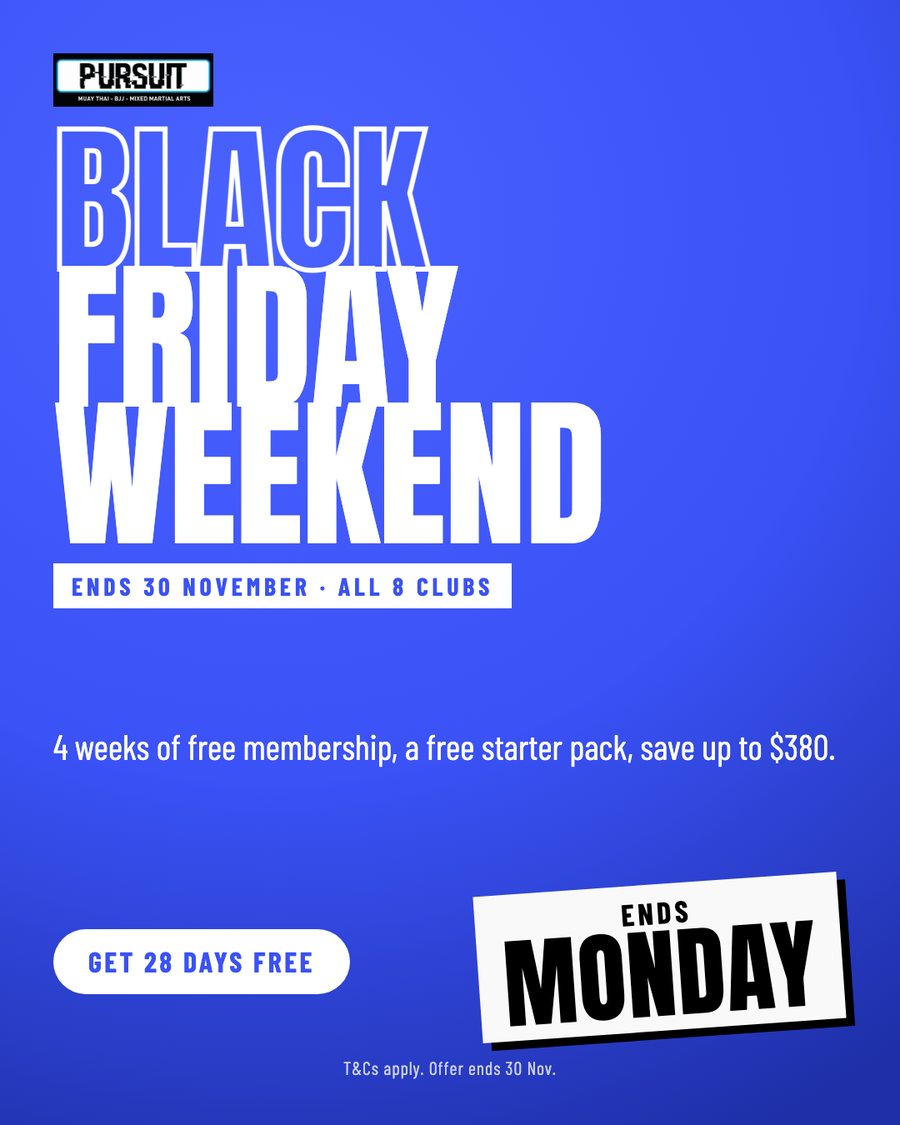 PURSUIT
MUAY THAI - BJJ - MIXED MARTIAL ARTS
BLACK
FRIDAY
WEEKEND
ENDS 30 NOVEMBER · ALL 8 CLUBS
4 weeks of free membership, a free starter pack, save up to $380.
GET 28 DAYS FREE
ENDS
MONDAY
T&Cs apply. Offer ends 30 Nov.